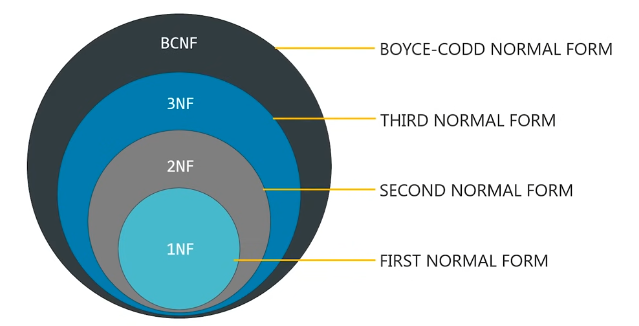 BCNF
BOYCE-CODD NORMAL FORM
3NF
THIRD NORMAL FORM
2NF
SECOND NORMAL FORM
1NF
FIRST NORMAL FORM